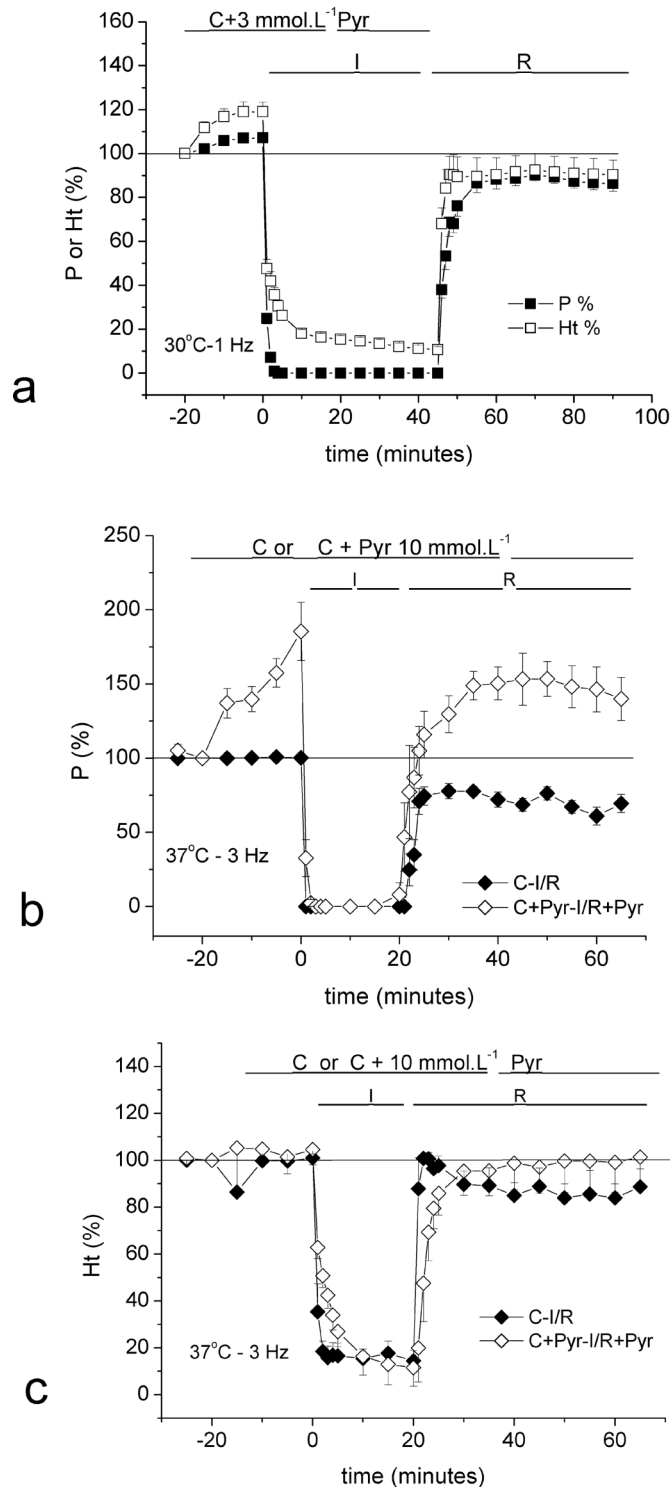 C+3 mmol.L⁻¹Pyr
I R
160
140
120
100
80
60
40
20
0
P or Ht (%)
P %
Ht %
30°C-1 Hz
-20 0 20 40 60 80 100
time (minutes)
a
250
200
150
100
50
0
P (%)
C or C + Pyr 10 mmol.L⁻¹
I R
37°C - 3 Hz
C-I/R
C+Pyr-I/R+Pyr
-20 0 20 40 60
time (minutes)
b
140
120
100
80
60
40
20
0
Ht (%)
C or C + 10 mmol.L⁻¹ Pyr
I R
37°C - 3 Hz
C-I/R
C+Pyr-I/R+Pyr
-20 0 20 40 60
time (minutes)
c